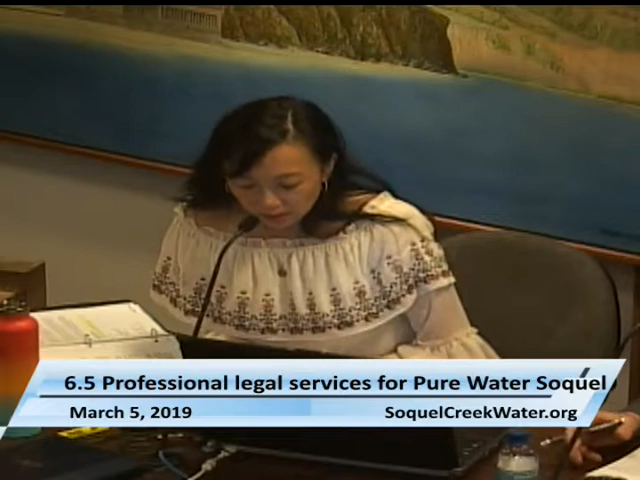 6.5 Professional legal services for Pure Water Soquel
March 5, 2019
SoquelCreekWater.org